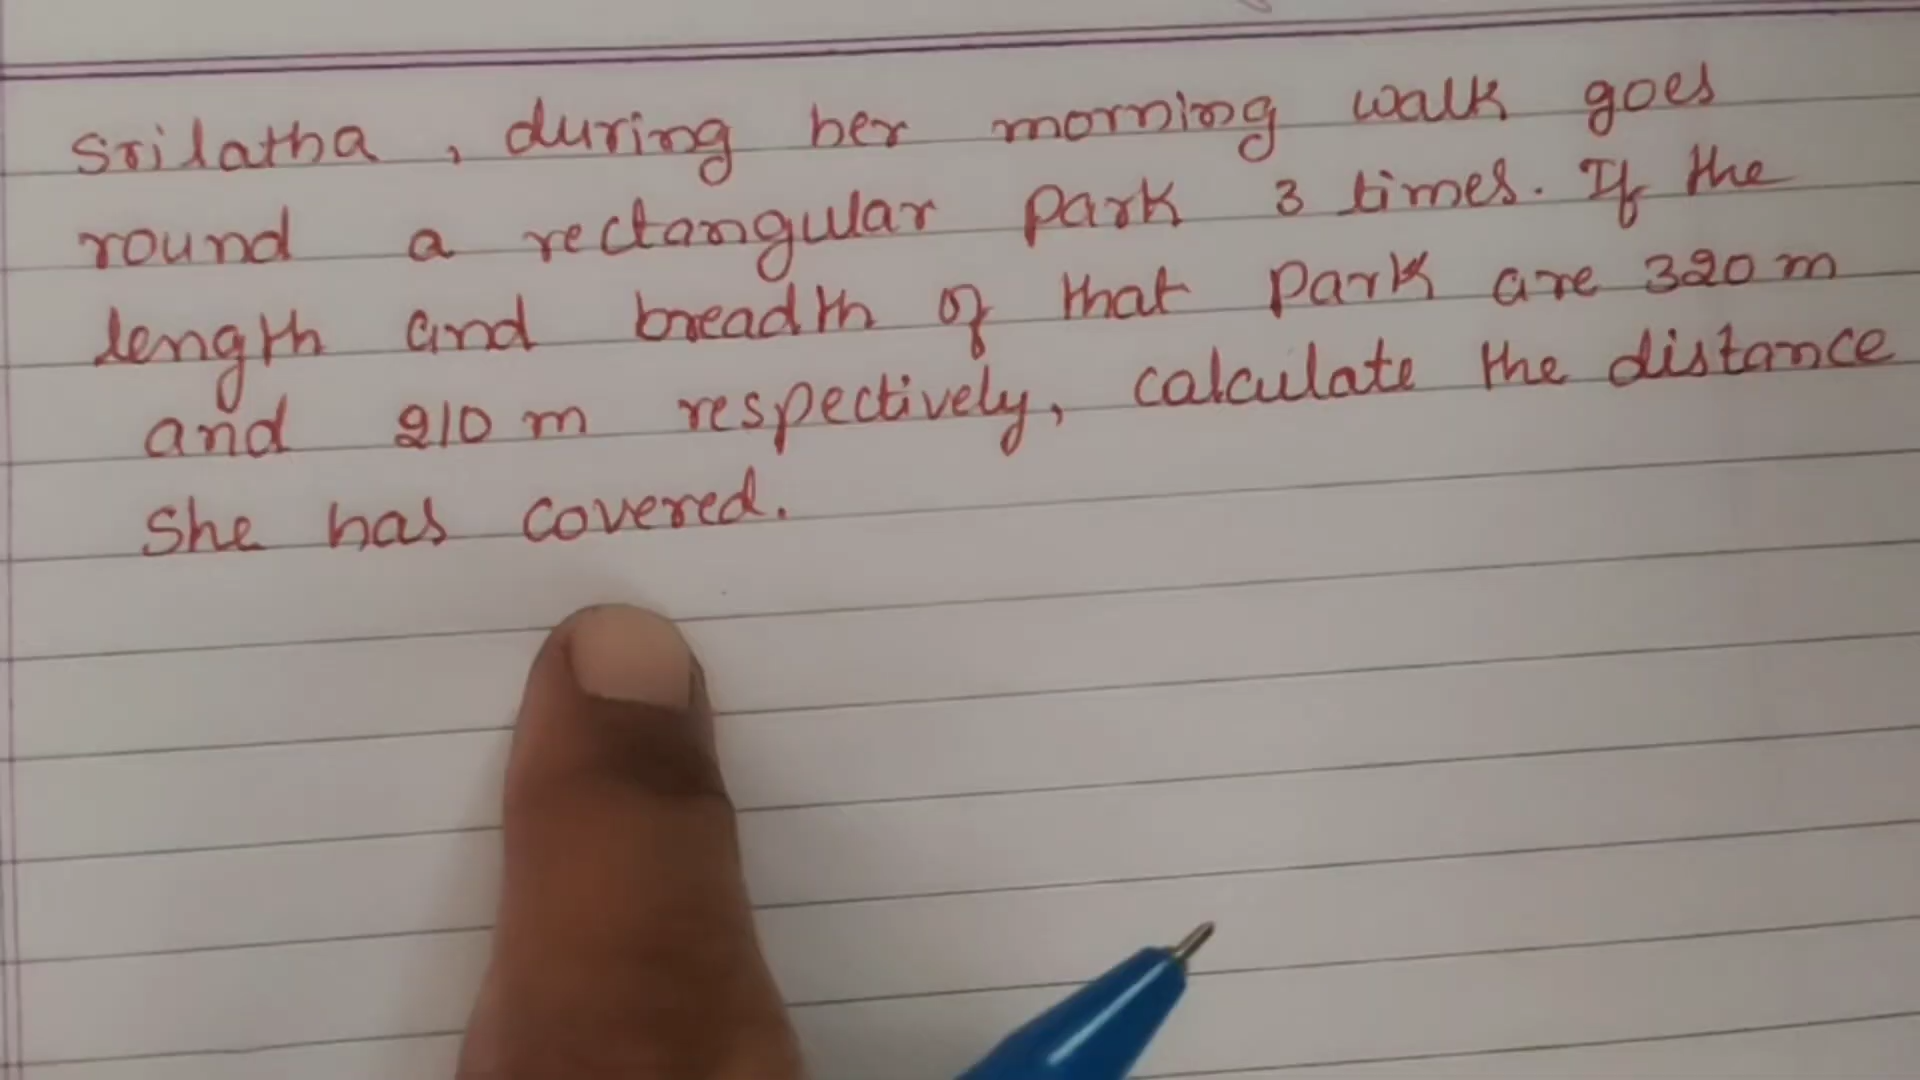 Srilatha, during her morning walk goes
round a rectangular park 3 times. If the
length and breadth of that park are 320 m
and 210 m respectively, calculate the distance
she has covered.